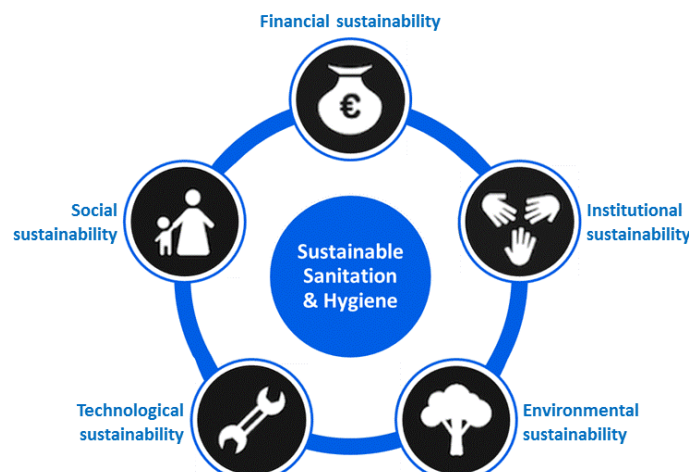 Financial sustainability
€
Social
sustainability
Institutional
sustainability
Sustainable
Sanitation
& Hygiene
Technological
sustainability
Environmental
sustainability